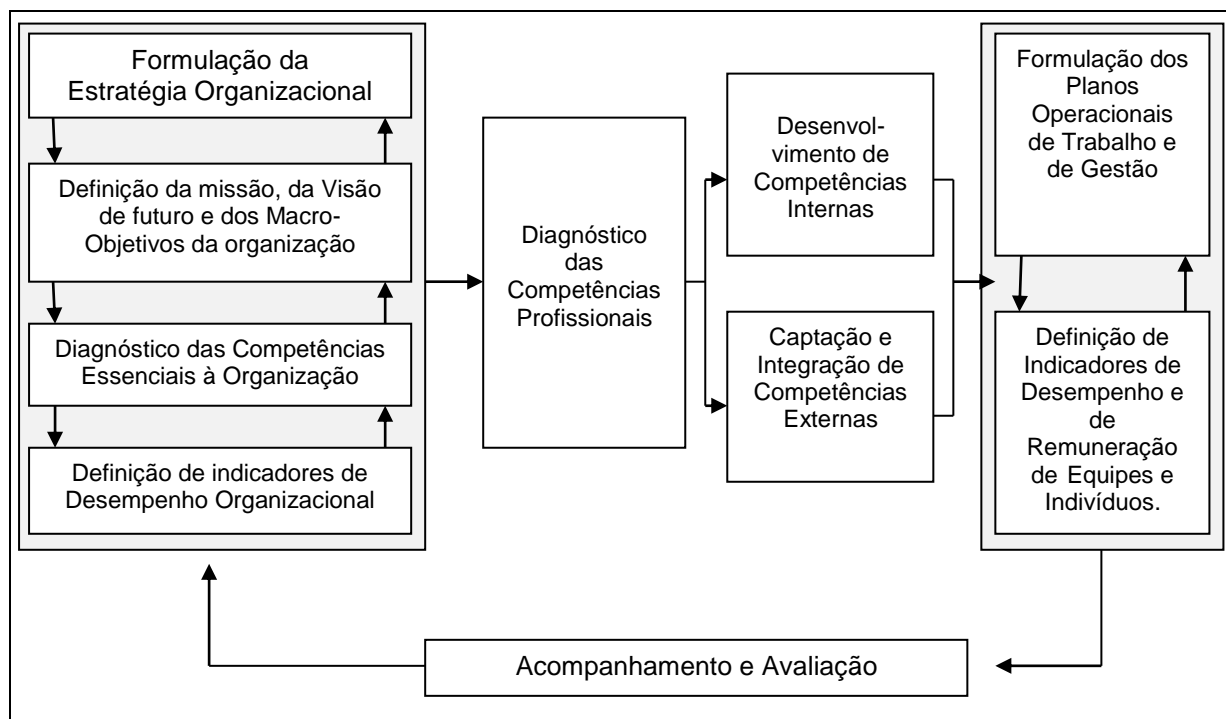 Formulação da
Estratégia Organizacional
Definição da missão, da Visão
de futuro e dos Macro-
Objetivos da organização
Diagnóstico das Competências
Essenciais à Organização
Definição de indicadores de
Desempenho Organizacional
Diagnóstico
das
Competências
Profissionais
Desenvol-
vimento de
Competências
Internas
Captação e
Integração de
Competências
Externas
Formulação dos
Planos
Operacionais
de Trabalho e
de Gestão
Definição de
Indicadores de
Desempenho e
de
Remuneração
de Equipes e
Indivíduos.
Acompanhamento e Avaliação